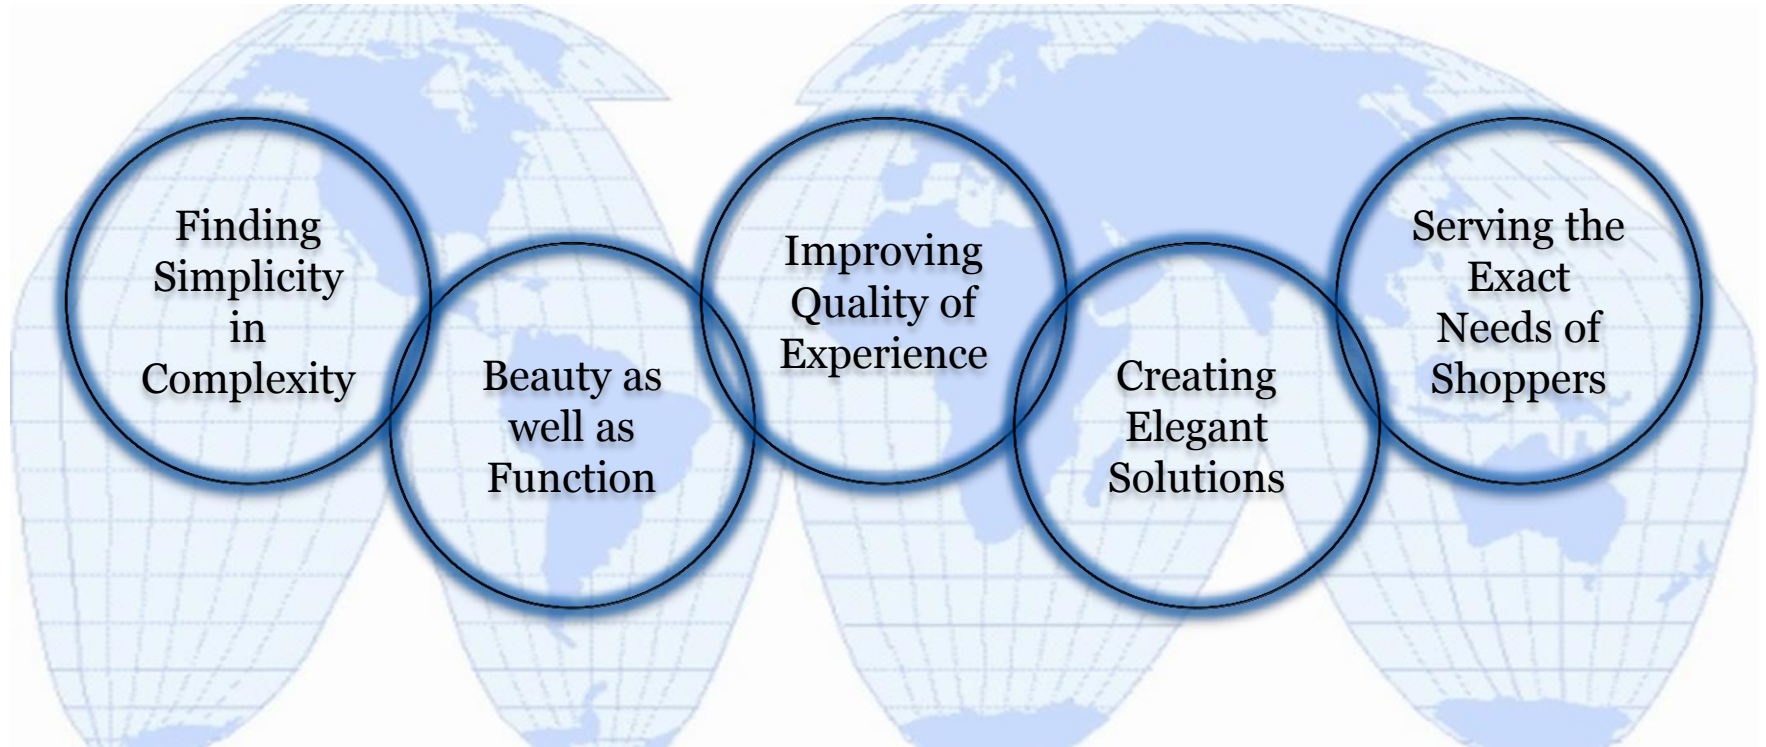 Finding
Simplicity
in
Complexity
Beauty as
well as
Function
Improving
Quality of
Experience
Creating
Elegant
Solutions
Serving the
Exact
Needs of
Shoppers